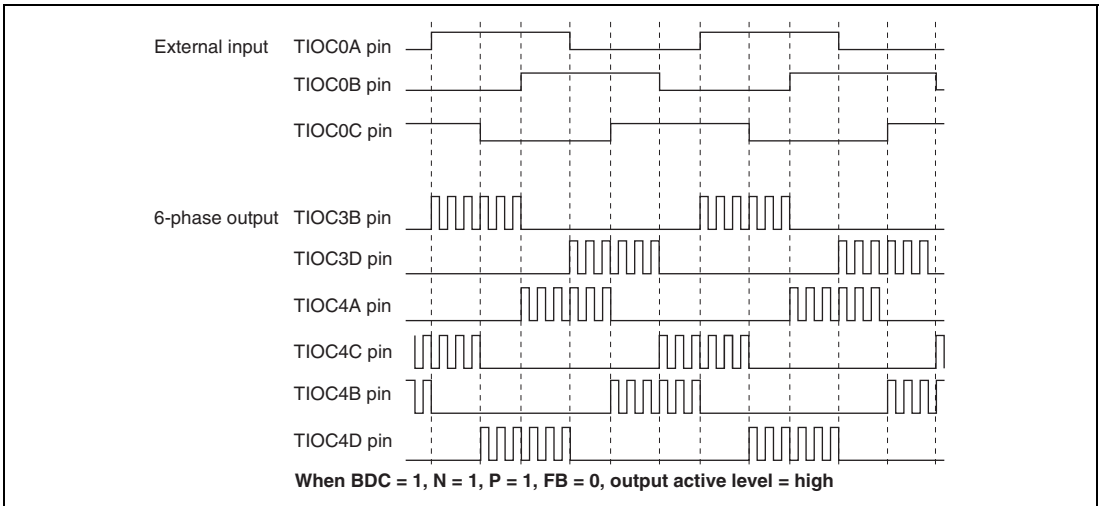 External input TIOC0A pin
TIOC0B pin
TIOC0C pin
6-phase output TIOC3B pin
TIOC3D pin
TIOC4A pin
TIOC4C pin
TIOC4B pin
TIOC4D pin
When BDC = 1, N = 1, P = 1, FB = 0, output active level = high